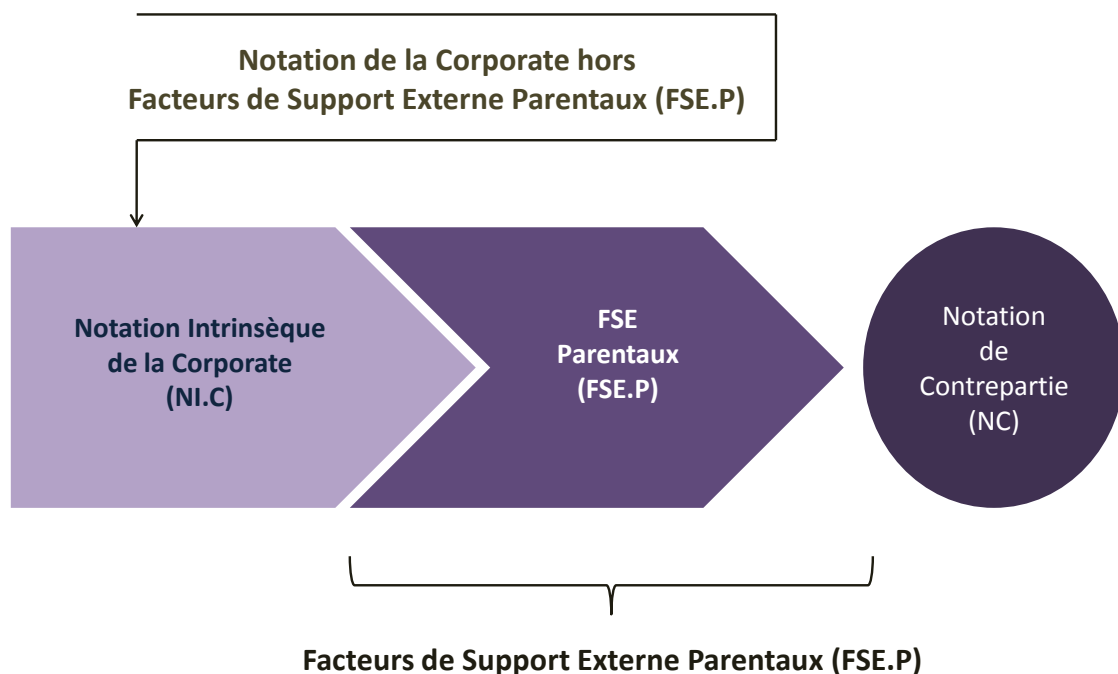 Notation de la Corporate hors
Facteurs de Support Externe Parentaux (FSE.P)
Notation Intrinsèque
de la Corporate
(NI.C)
FSE
Parentaux
(FSE.P)
Notation
de
Contrepartie
(NC)
Facteurs de Support Externe Parentaux (FSE.P)